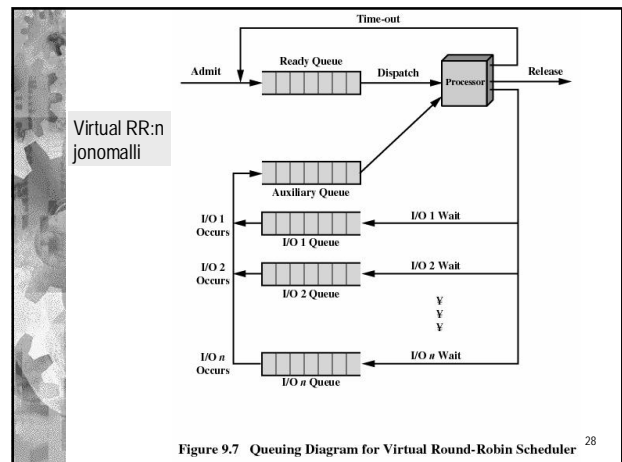 Time-out
Ready Queue
Admit
Dispatch
Processor
Release
Virtual RR:n
jonomalli
Auxiliary Queue
I/O 1
Occurs
I/O 1 Wait
I/O 1 Queue
I/O 2
Occurs
I/O 2 Wait
I/O 2 Queue
¥
¥
¥
I/O n
Occurs
I/O n Wait
I/O n Queue
Figure 9.7 Queuing Diagram for Virtual Round-Robin Scheduler
28